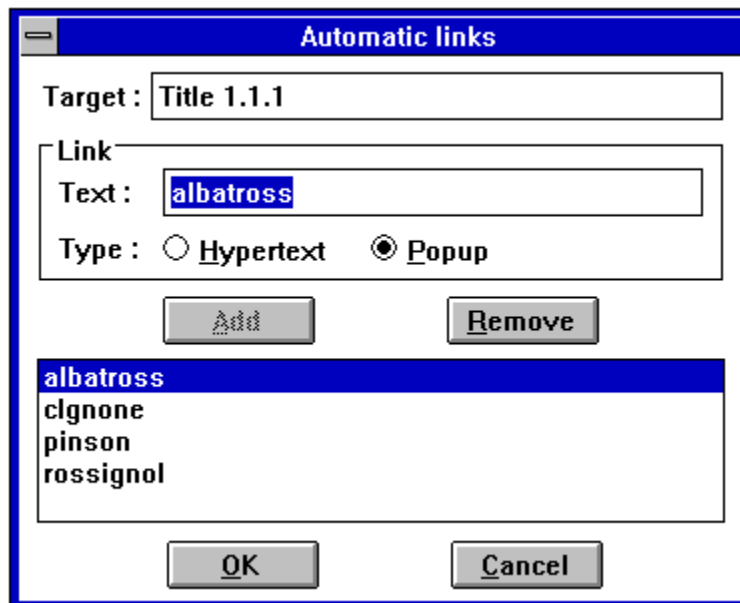 Automatic links
Target : Title 1.1.1
Link
Text : albatross
Type : Hypertext Popup
Add Remove
albatross
clgnone
pinson
rossignol
OK Cancel